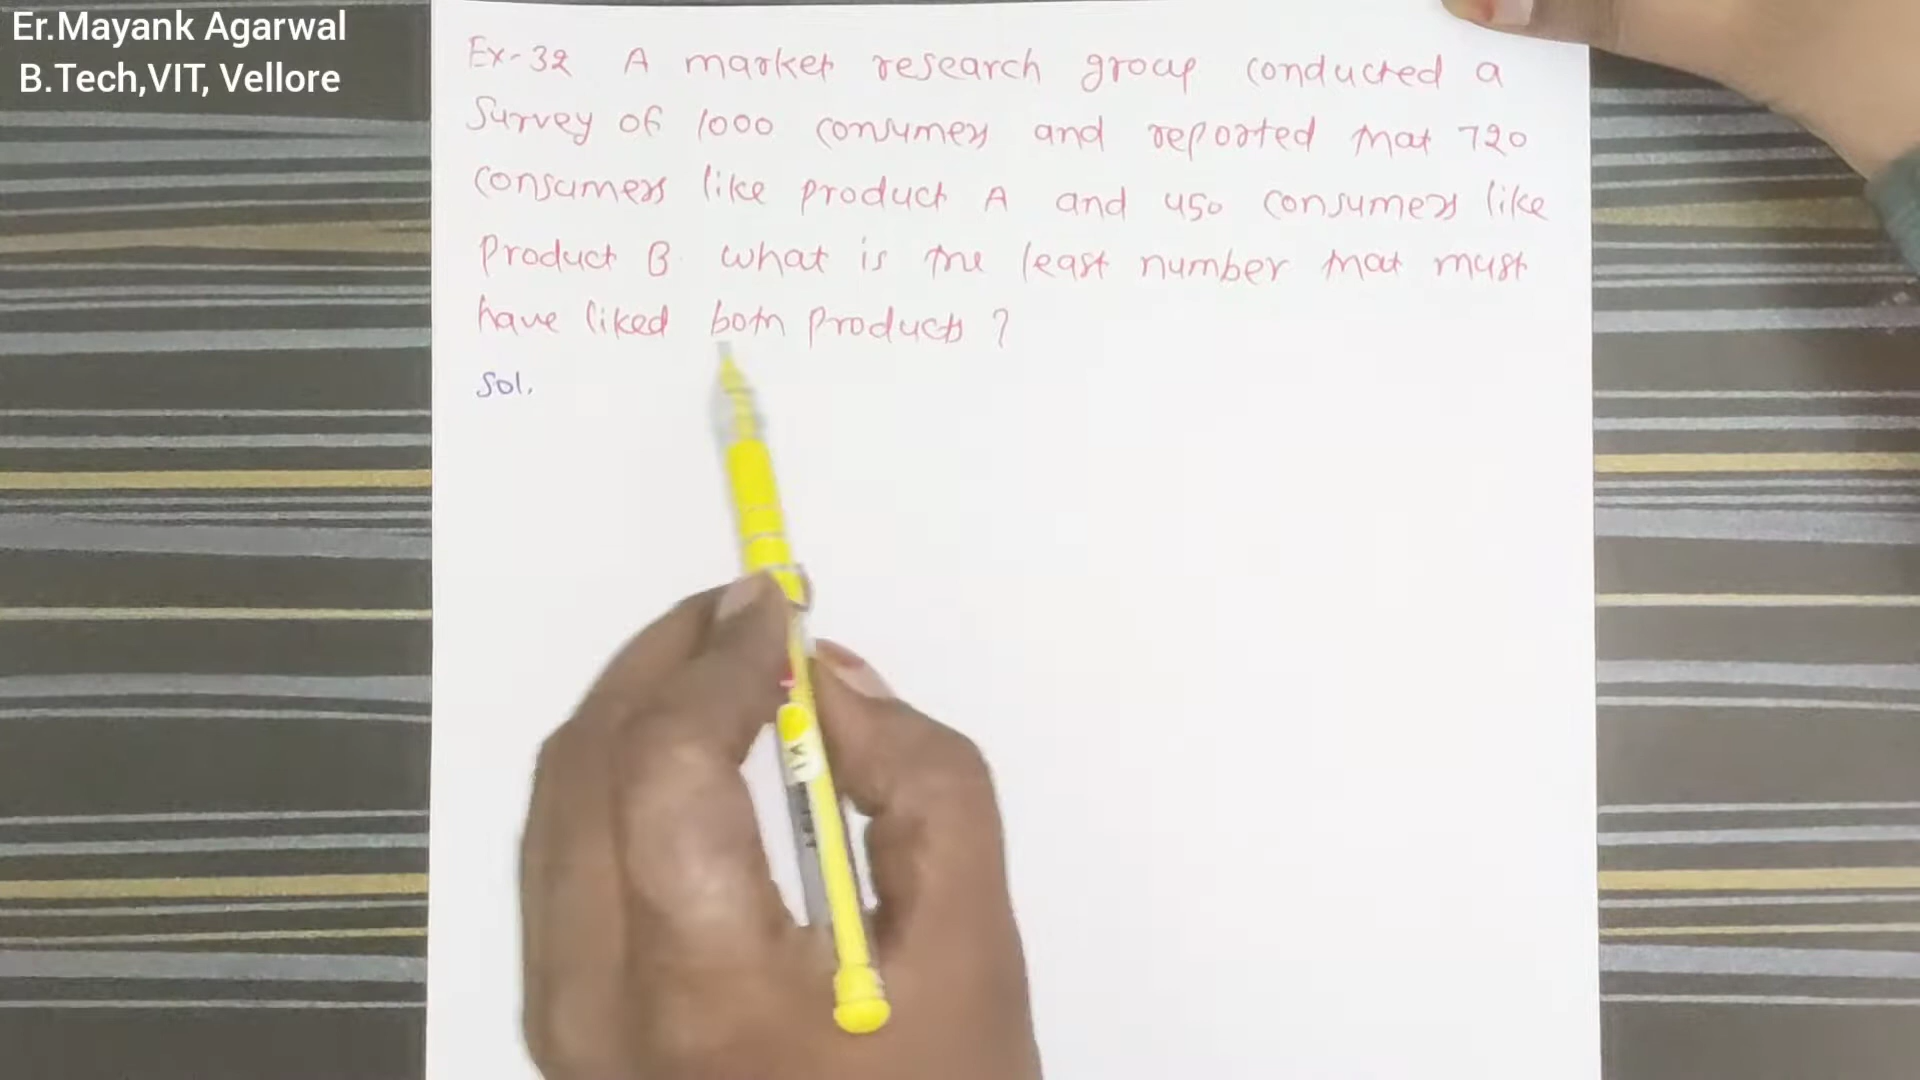 Er.Mayank Agarwal
B.Tech,VIT, Vellore
Ex-32 A market research group conducted a
Survey of 1000 consumers and reported that 720
consumers like product A and 450 consumers like
Product B. what is the least number that must
have liked both products ?
Sol.